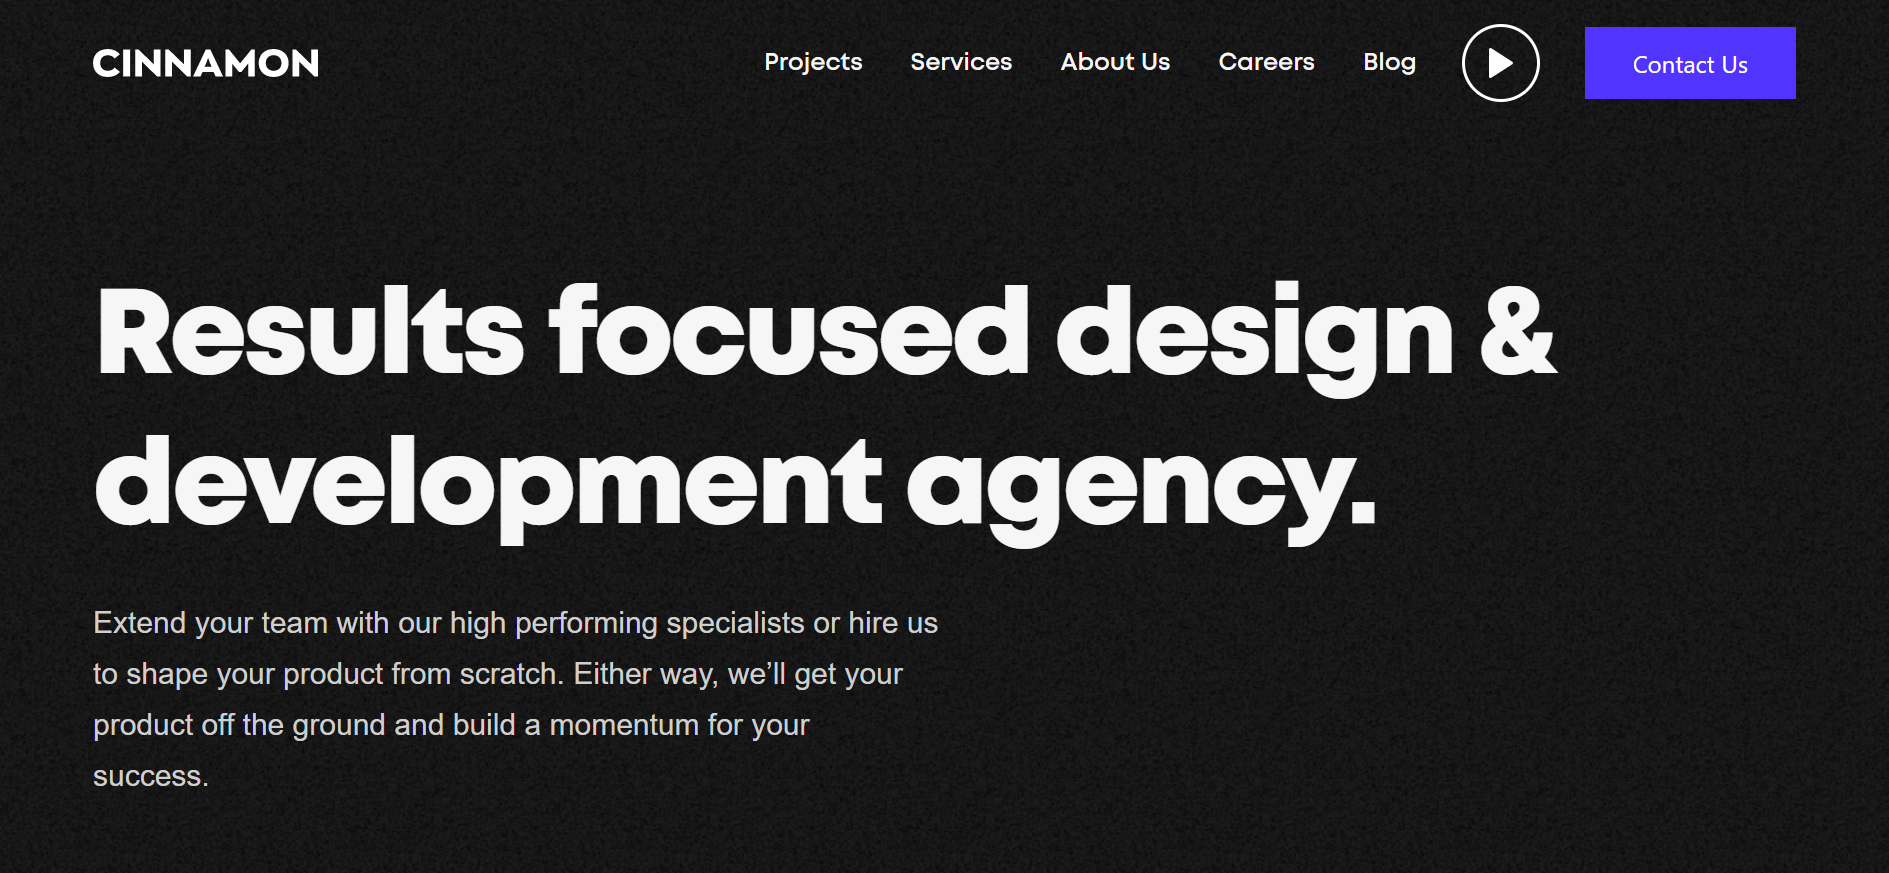 CINNAMON
Projects
Services
About Us
Careers
Blog
Contact Us
Results focused design &
development agency.
Extend your team with our high performing specialists or hire us
to shape your product from scratch. Either way, we’ll get your
product off the ground and build a momentum for your
success.